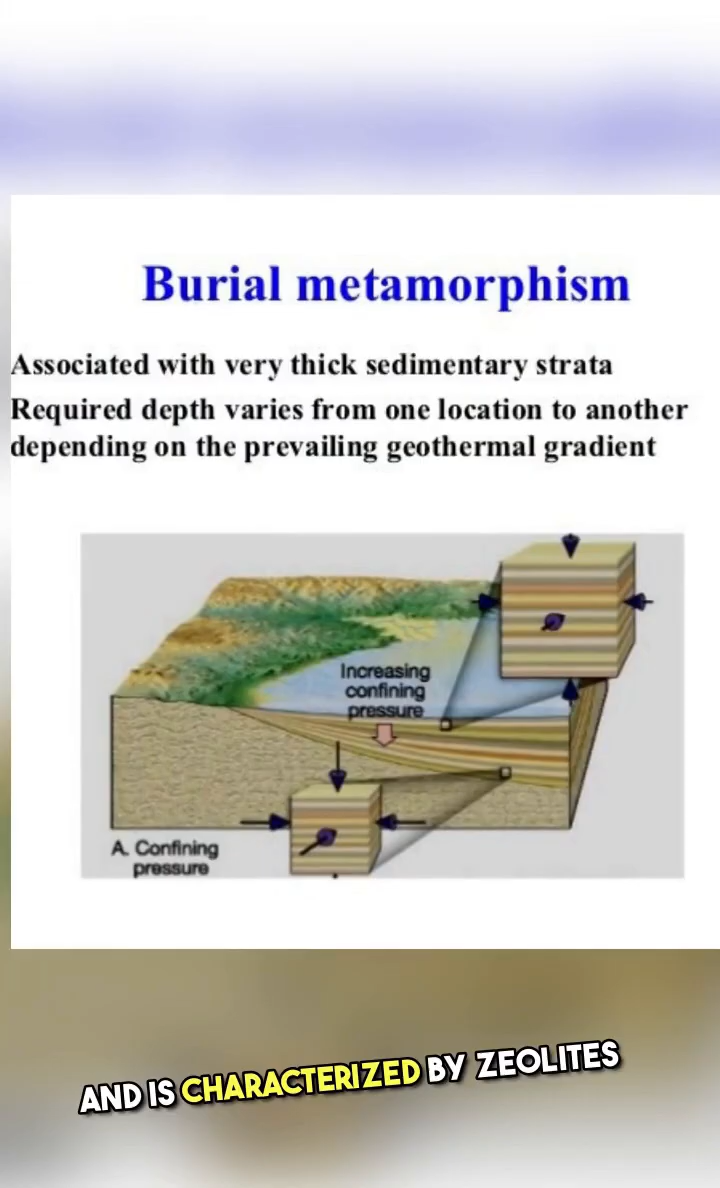 Burial metamorphism
Associated with very thick sedimentary strata
Required depth varies from one location to another
depending on the prevailing geothermal gradient
Increasing
confining
pressure
A. Confining
pressure
AND IS CHARACTERIZED BY ZEOLITES